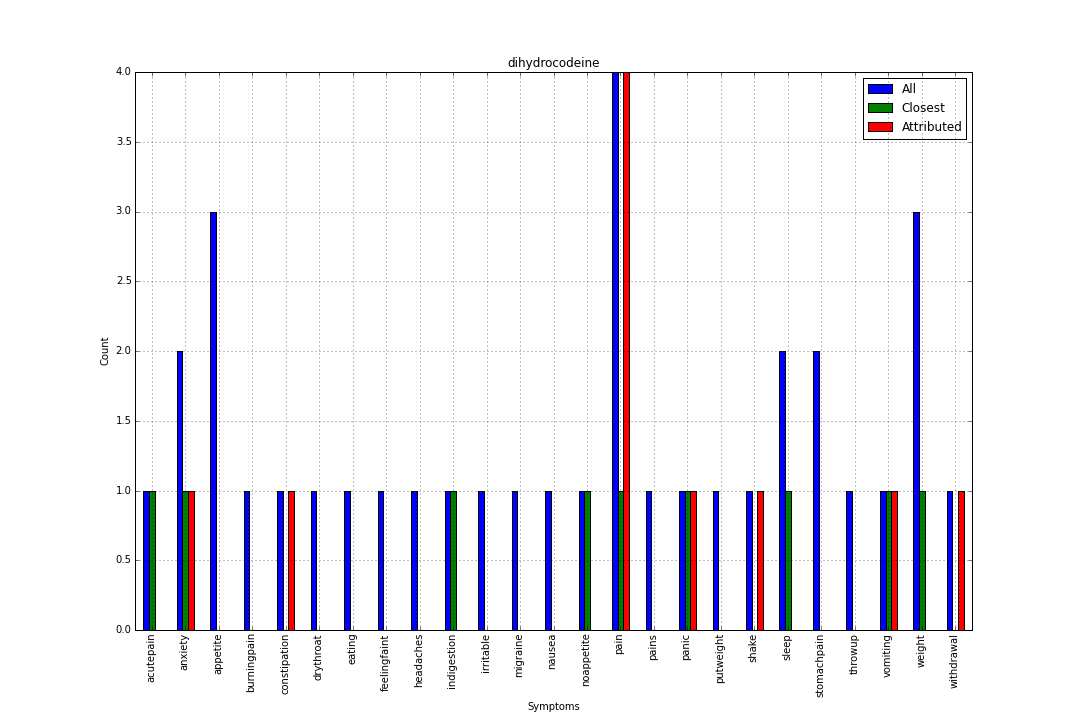 dihydrocodeine
All
Closest
Attributed
4.0
3.5
3.0
2.5
2.0
1.5
1.0
0.5
0.0
Count
acutepain
anxiety
appetite
burningpain
constipation
drythroat
eating
feelingfaint
headaches
indigestion
irritable
migraine
nausea
noappetite
pain
pains
panic
putweight
shake
sleep
stomachpain
throwup
vomiting
weight
withdrawal
Symptoms